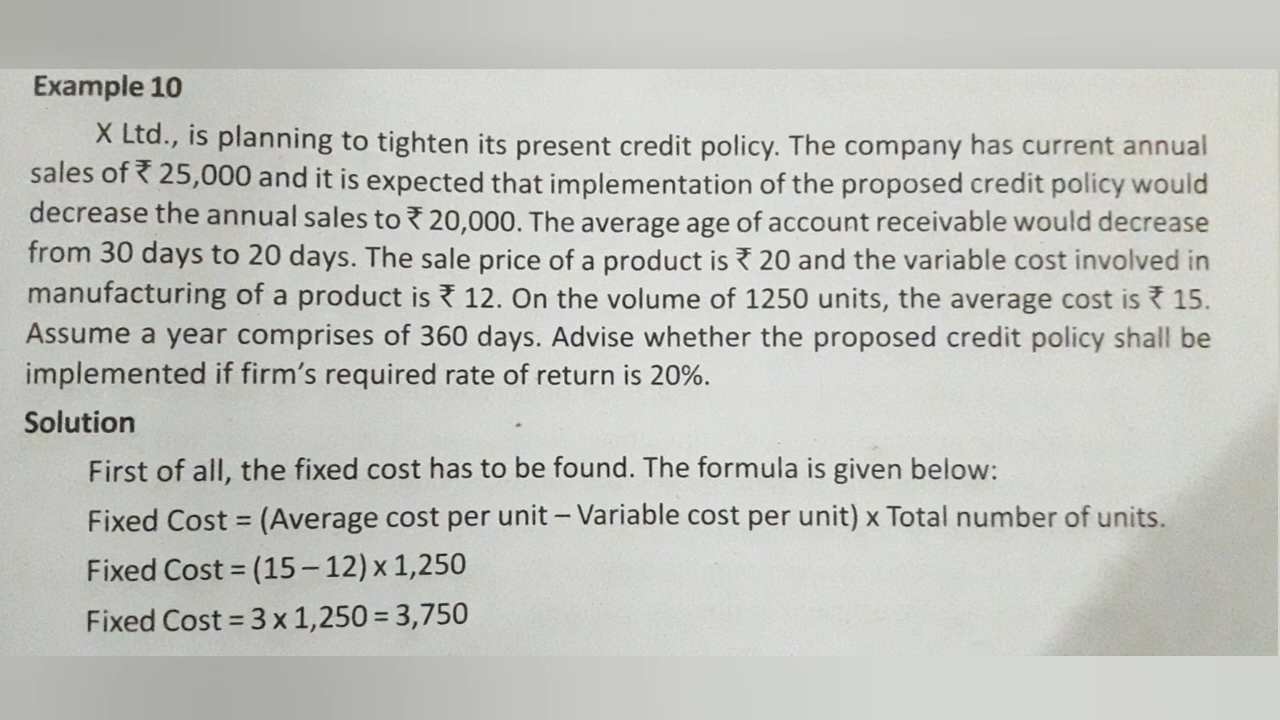 Example 10
X Ltd., is planning to tighten its present credit policy. The company has current annual
sales of ₹ 25,000 and it is expected that implementation of the proposed credit policy would
decrease the annual sales to ₹ 20,000. The average age of account receivable would decrease
from 30 days to 20 days. The sale price of a product is ₹ 20 and the variable cost involved in
manufacturing of a product is ₹ 12. On the volume of 1250 units, the average cost is ₹ 15.
Assume a year comprises of 360 days. Advise whether the proposed credit policy shall be
implemented if firm's required rate of return is 20%.
Solution
First of all, the fixed cost has to be found. The formula is given below:
Fixed Cost = (Average cost per unit – Variable cost per unit) x Total number of units.
Fixed Cost = (15 – 12) x 1,250
Fixed Cost = 3 x 1,250 = 3,750